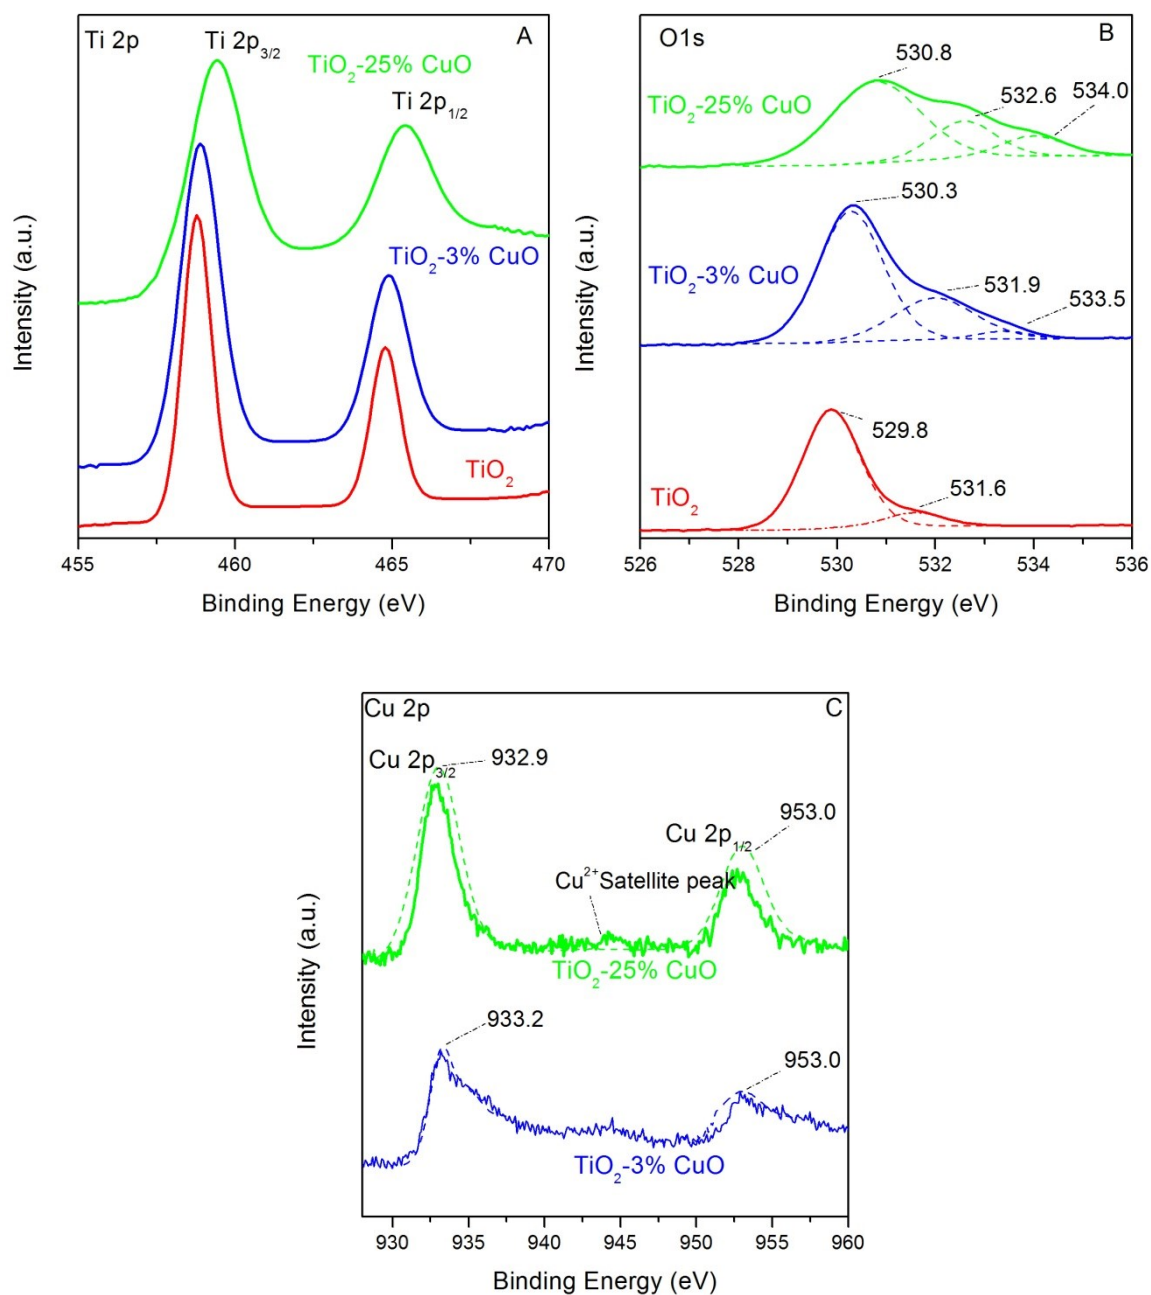 Ti 2p
Ti 2p3/2
A
TiO2-25% CuO
Ti 2p1/2
TiO2-3% CuO
TiO2
Intensity (a.u.)
455 460 465 470
Binding Energy (eV)
O1s
B
530.8
TiO2-25% CuO
532.6
534.0
530.3
TiO2-3% CuO
531.9
533.5
529.8
TiO2
531.6
Intensity (a.u.)
526 528 530 532 534 536
Binding Energy (eV)
Cu 2p
C
Cu 2p3/2
932.9
953.0
Cu 2p1/2
Cu2+Satellite peak
TiO2-25% CuO
933.2
953.0
TiO2-3% CuO
Intensity (a.u.)
930 935 940 945 950 955 960
Binding Energy (eV)